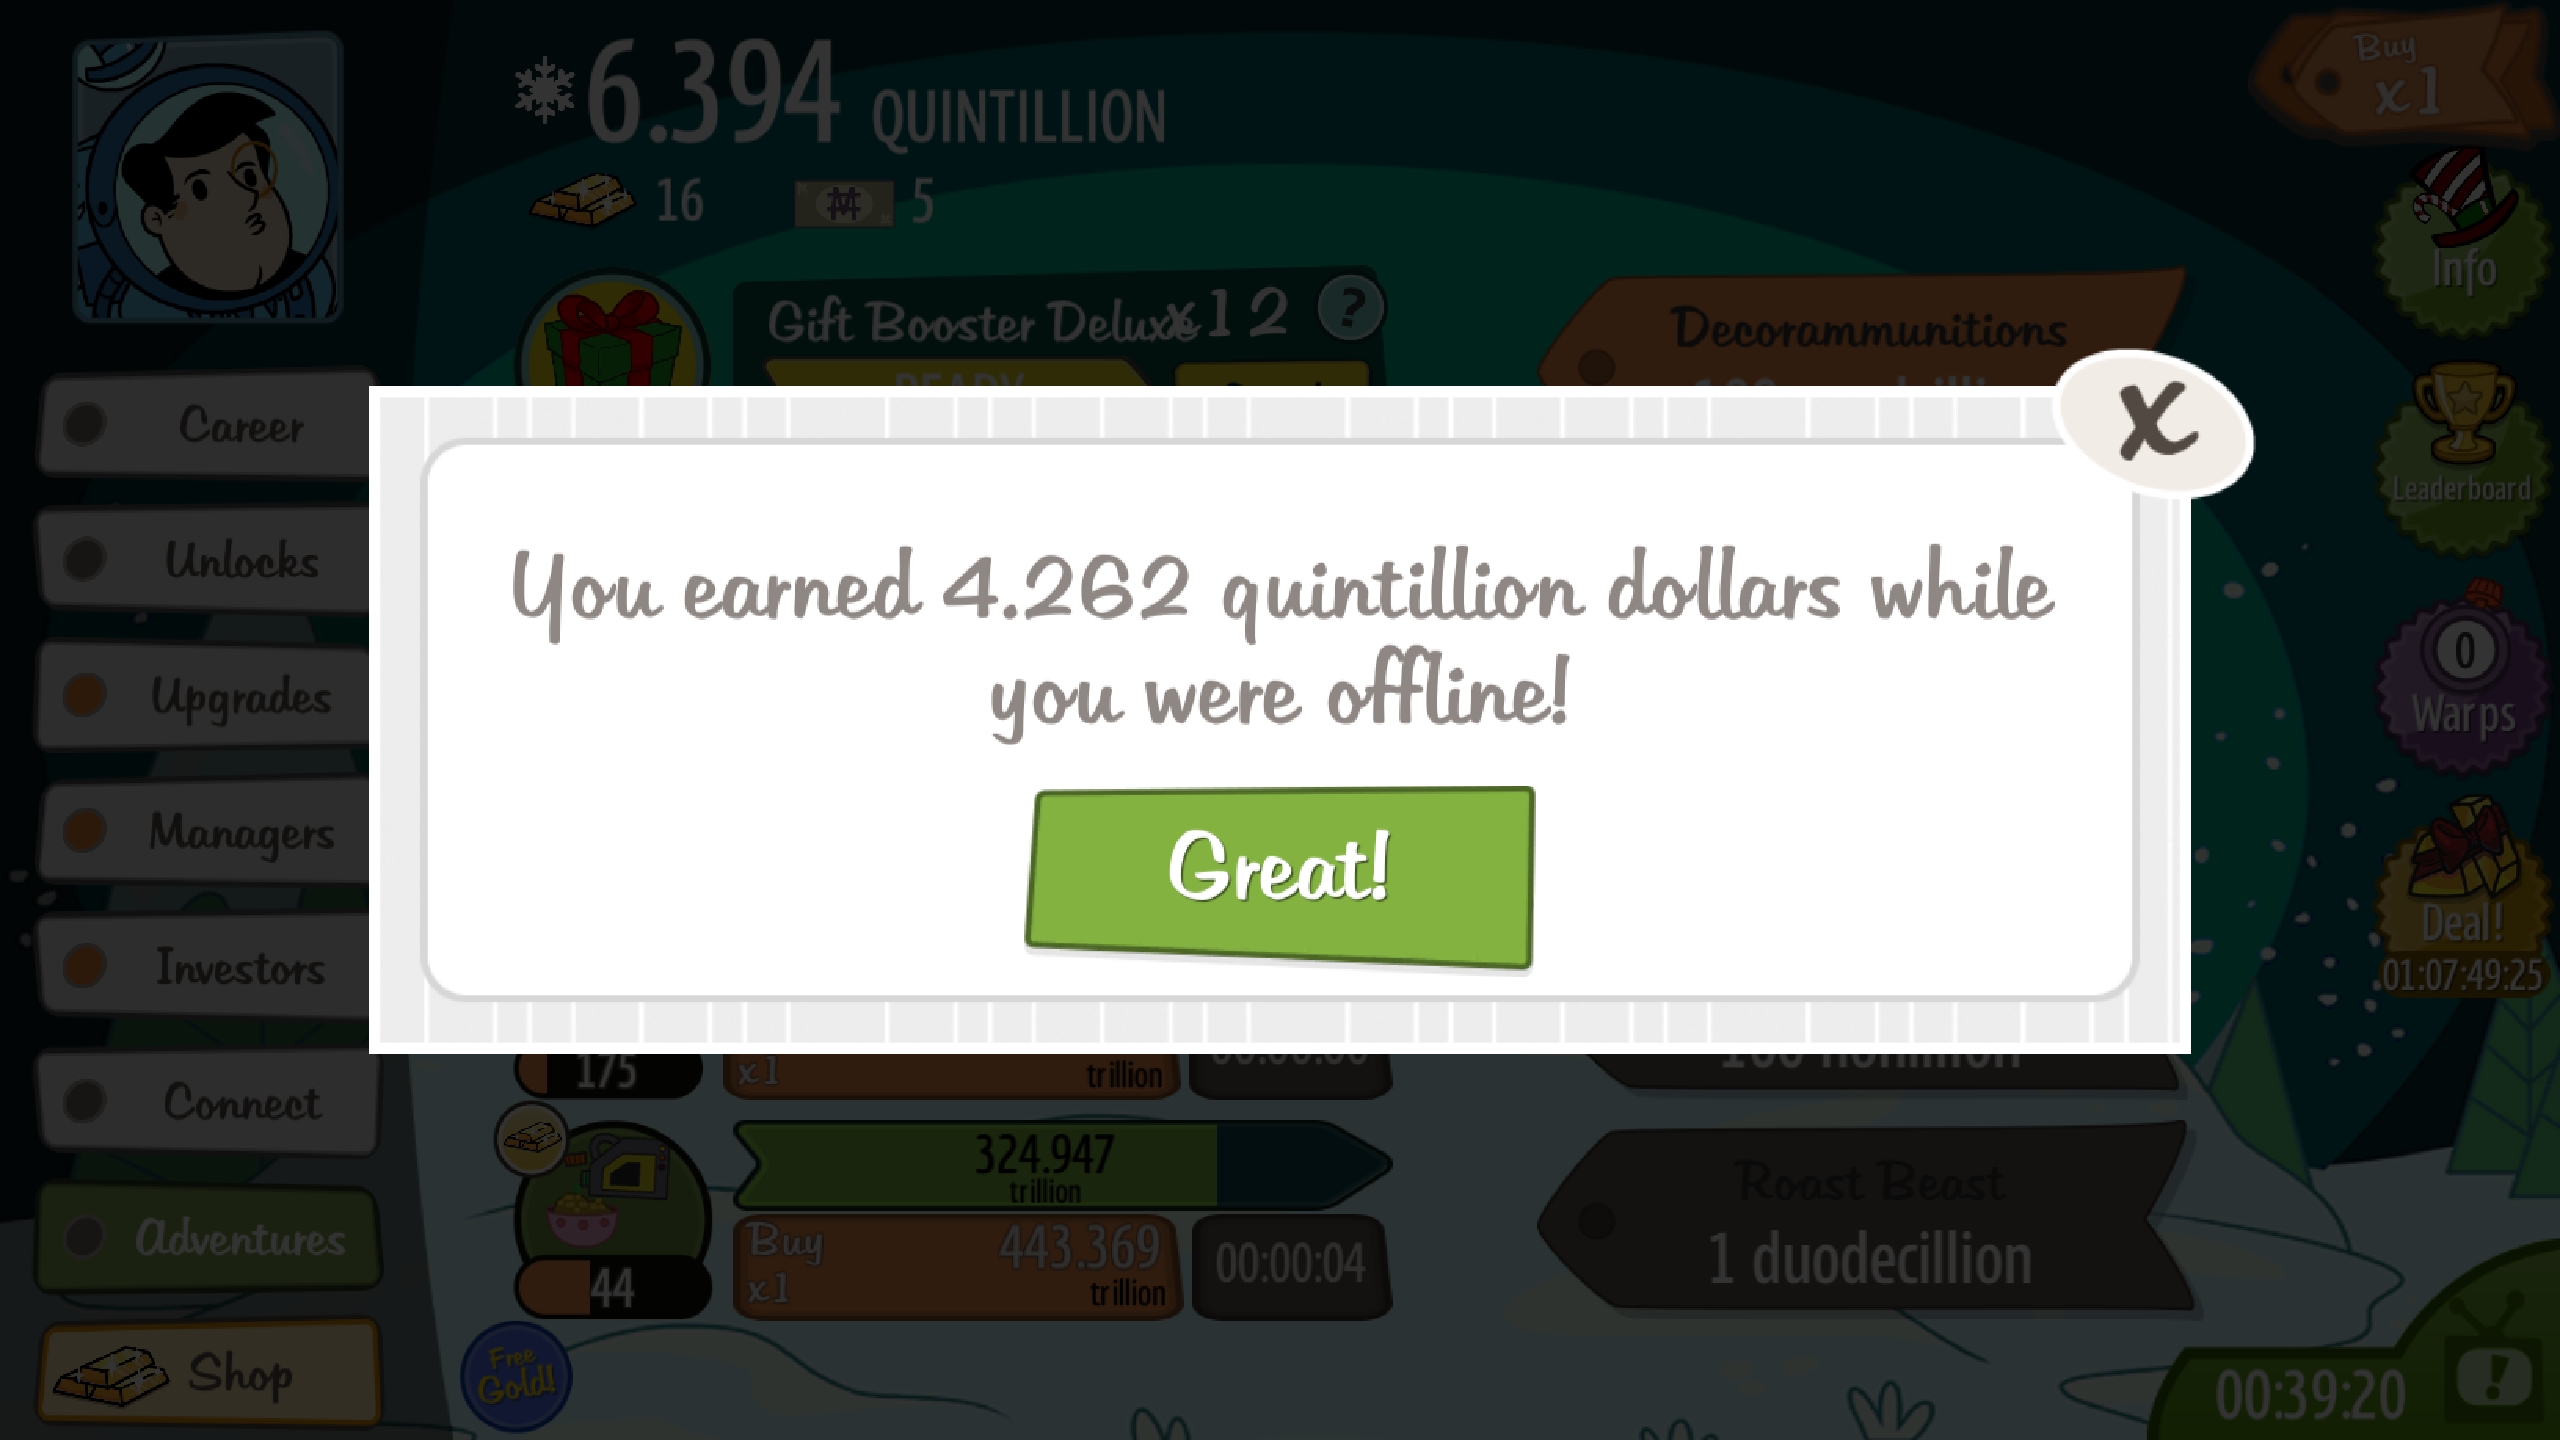 6.394 QUINTILLION
16
5
Buy
x1
Info
Leaderboard
0
Warps
Deal!
01:07:49:25
Career
Unlocks
Upgrades
Managers
Investors
Connect
Adventures
Shop
Gift Booster Deluxe x12 ?
READY
Decorammunitions
X
You earned 4.262 quintillion dollars while
you were offline!
Great!
175
x1
trillion
100 nonillion
324.947
trillion
44
Buy
x1
443.369
trillion
00:00:04
Roast Beast
1 duodecillion
Free
Gold!
00:39:20
!